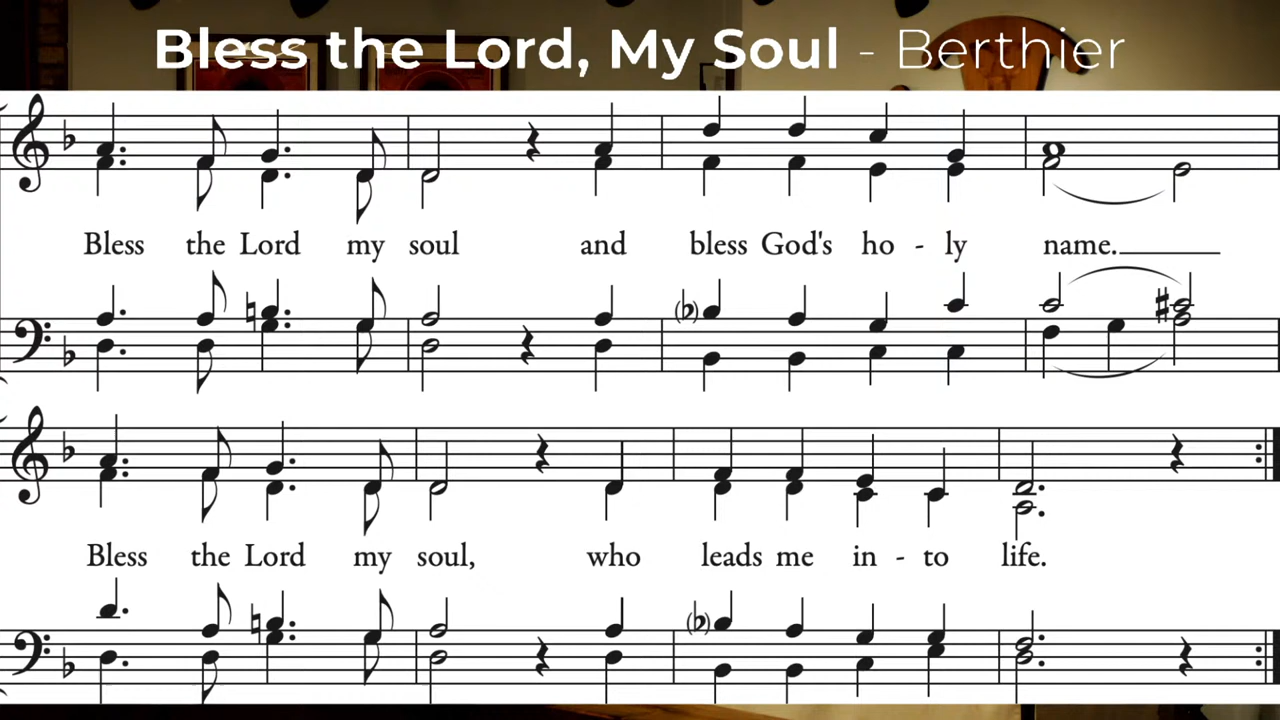 Bless the Lord, My Soul - Berthier
Bless the Lord my soul and bless God's ho - ly name.
Bless the Lord my soul, who leads me in - to life.